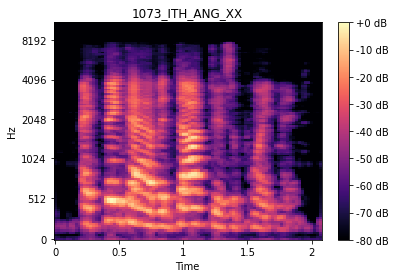 1073_ITH_ANG_XX
8192
4096
2048
1024
512
0
Hz
0
0.5
1
1.5
2
Time
+0 dB
-10 dB
-20 dB
-30 dB
-40 dB
-50 dB
-60 dB
-70 dB
-80 dB